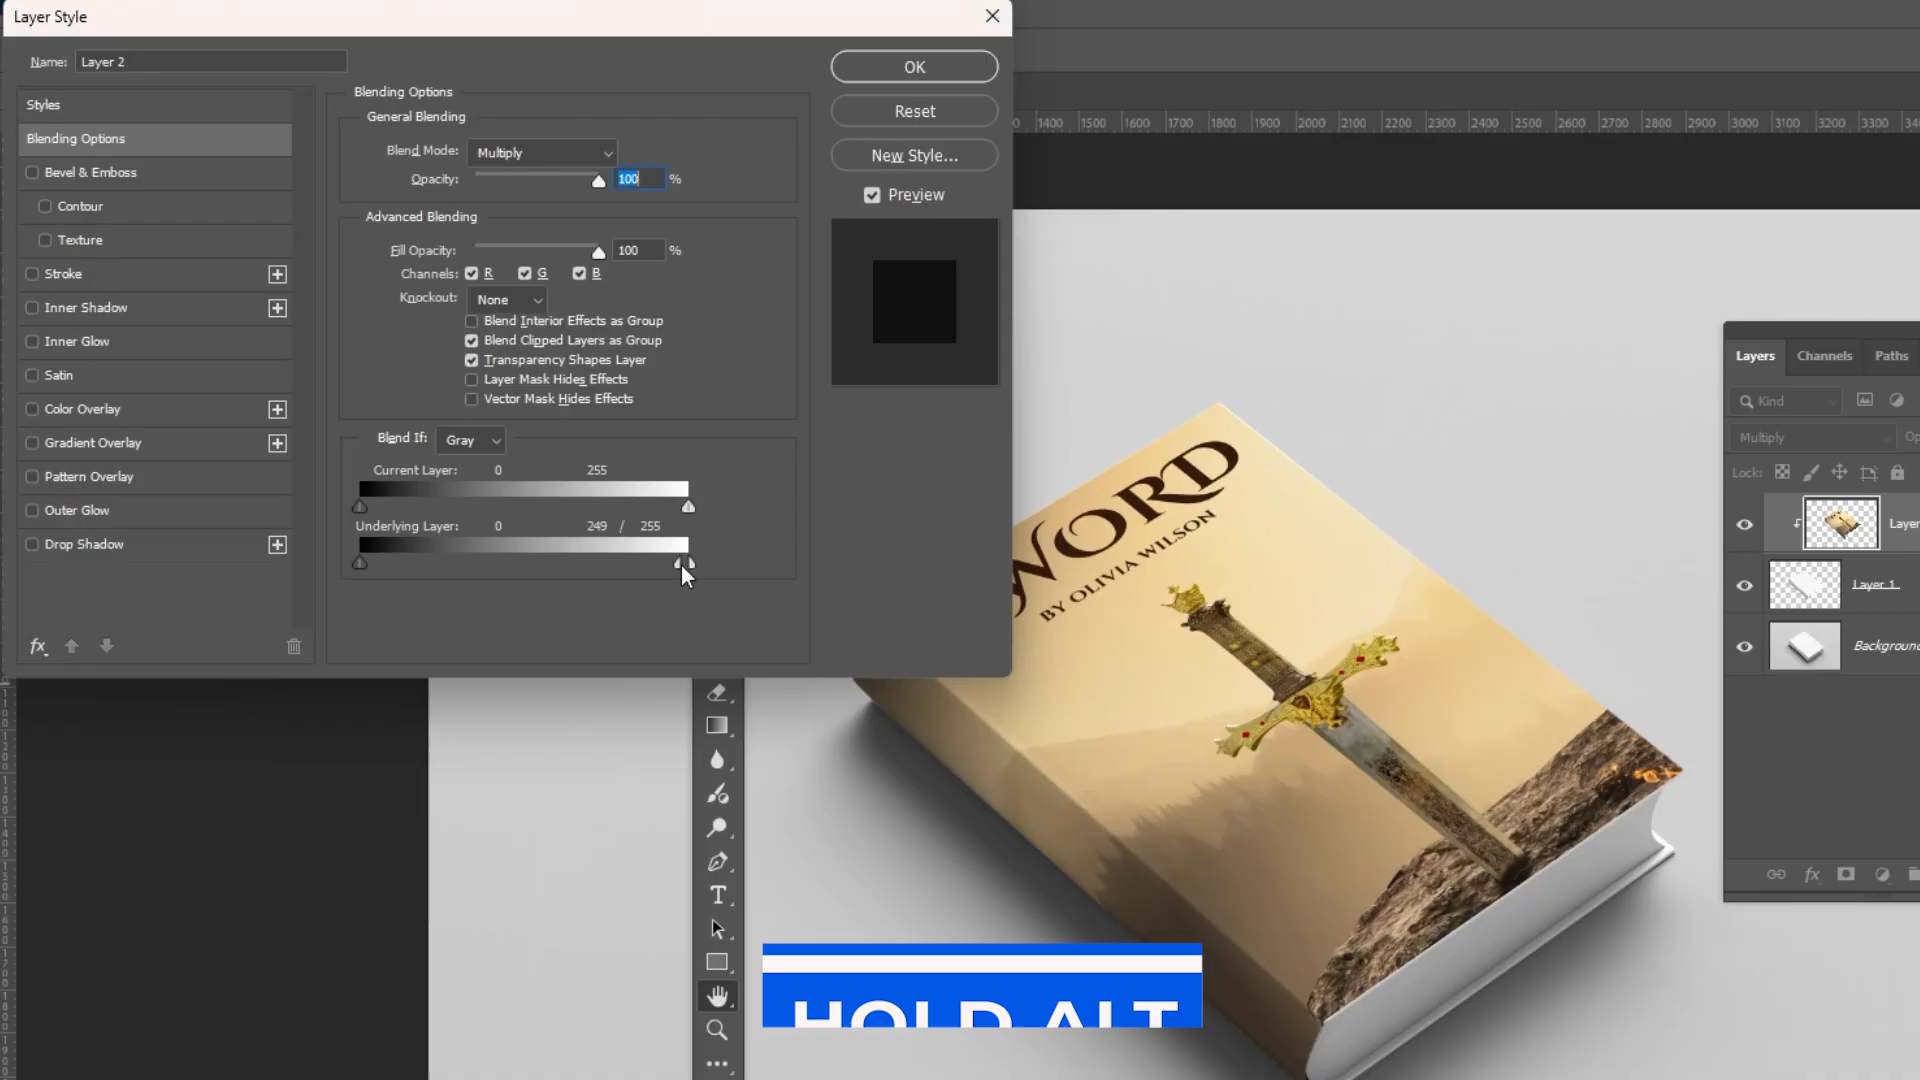 Layer Style
Name: Layer 2
Styles
Blending Options
Bevel & Emboss
Contour
Texture
Stroke
Inner Shadow
Inner Glow
Satin
Color Overlay
Gradient Overlay
Pattern Overlay
Outer Glow
Drop Shadow
fx
Blending Options
General Blending
Blend Mode: Multiply
Opacity: 100 %
Advanced Blending
Fill Opacity: 100 %
Channels: R G B
Knockout: None
Blend Interior Effects as Group
Blend Clipped Layers as Group
Transparency Shapes Layer
Layer Mask Hides Effects
Vector Mask Hides Effects
Blend If: Gray
Current Layer: 0 255
Underlying Layer: 0 249 / 255
OK
Reset
New Style...
Preview
1400 1500 1600 1700 1800 1900 2000 2100 2200 2300 2400 2500 2600 2700 2800 2900 3000 3100 3200 3300
WORD
BY OLIVIA WILSON
Layers Channels Paths
Kind
Multiply
Lock:
Layer
Layer 1
Background
fx
T
HOLD ALT